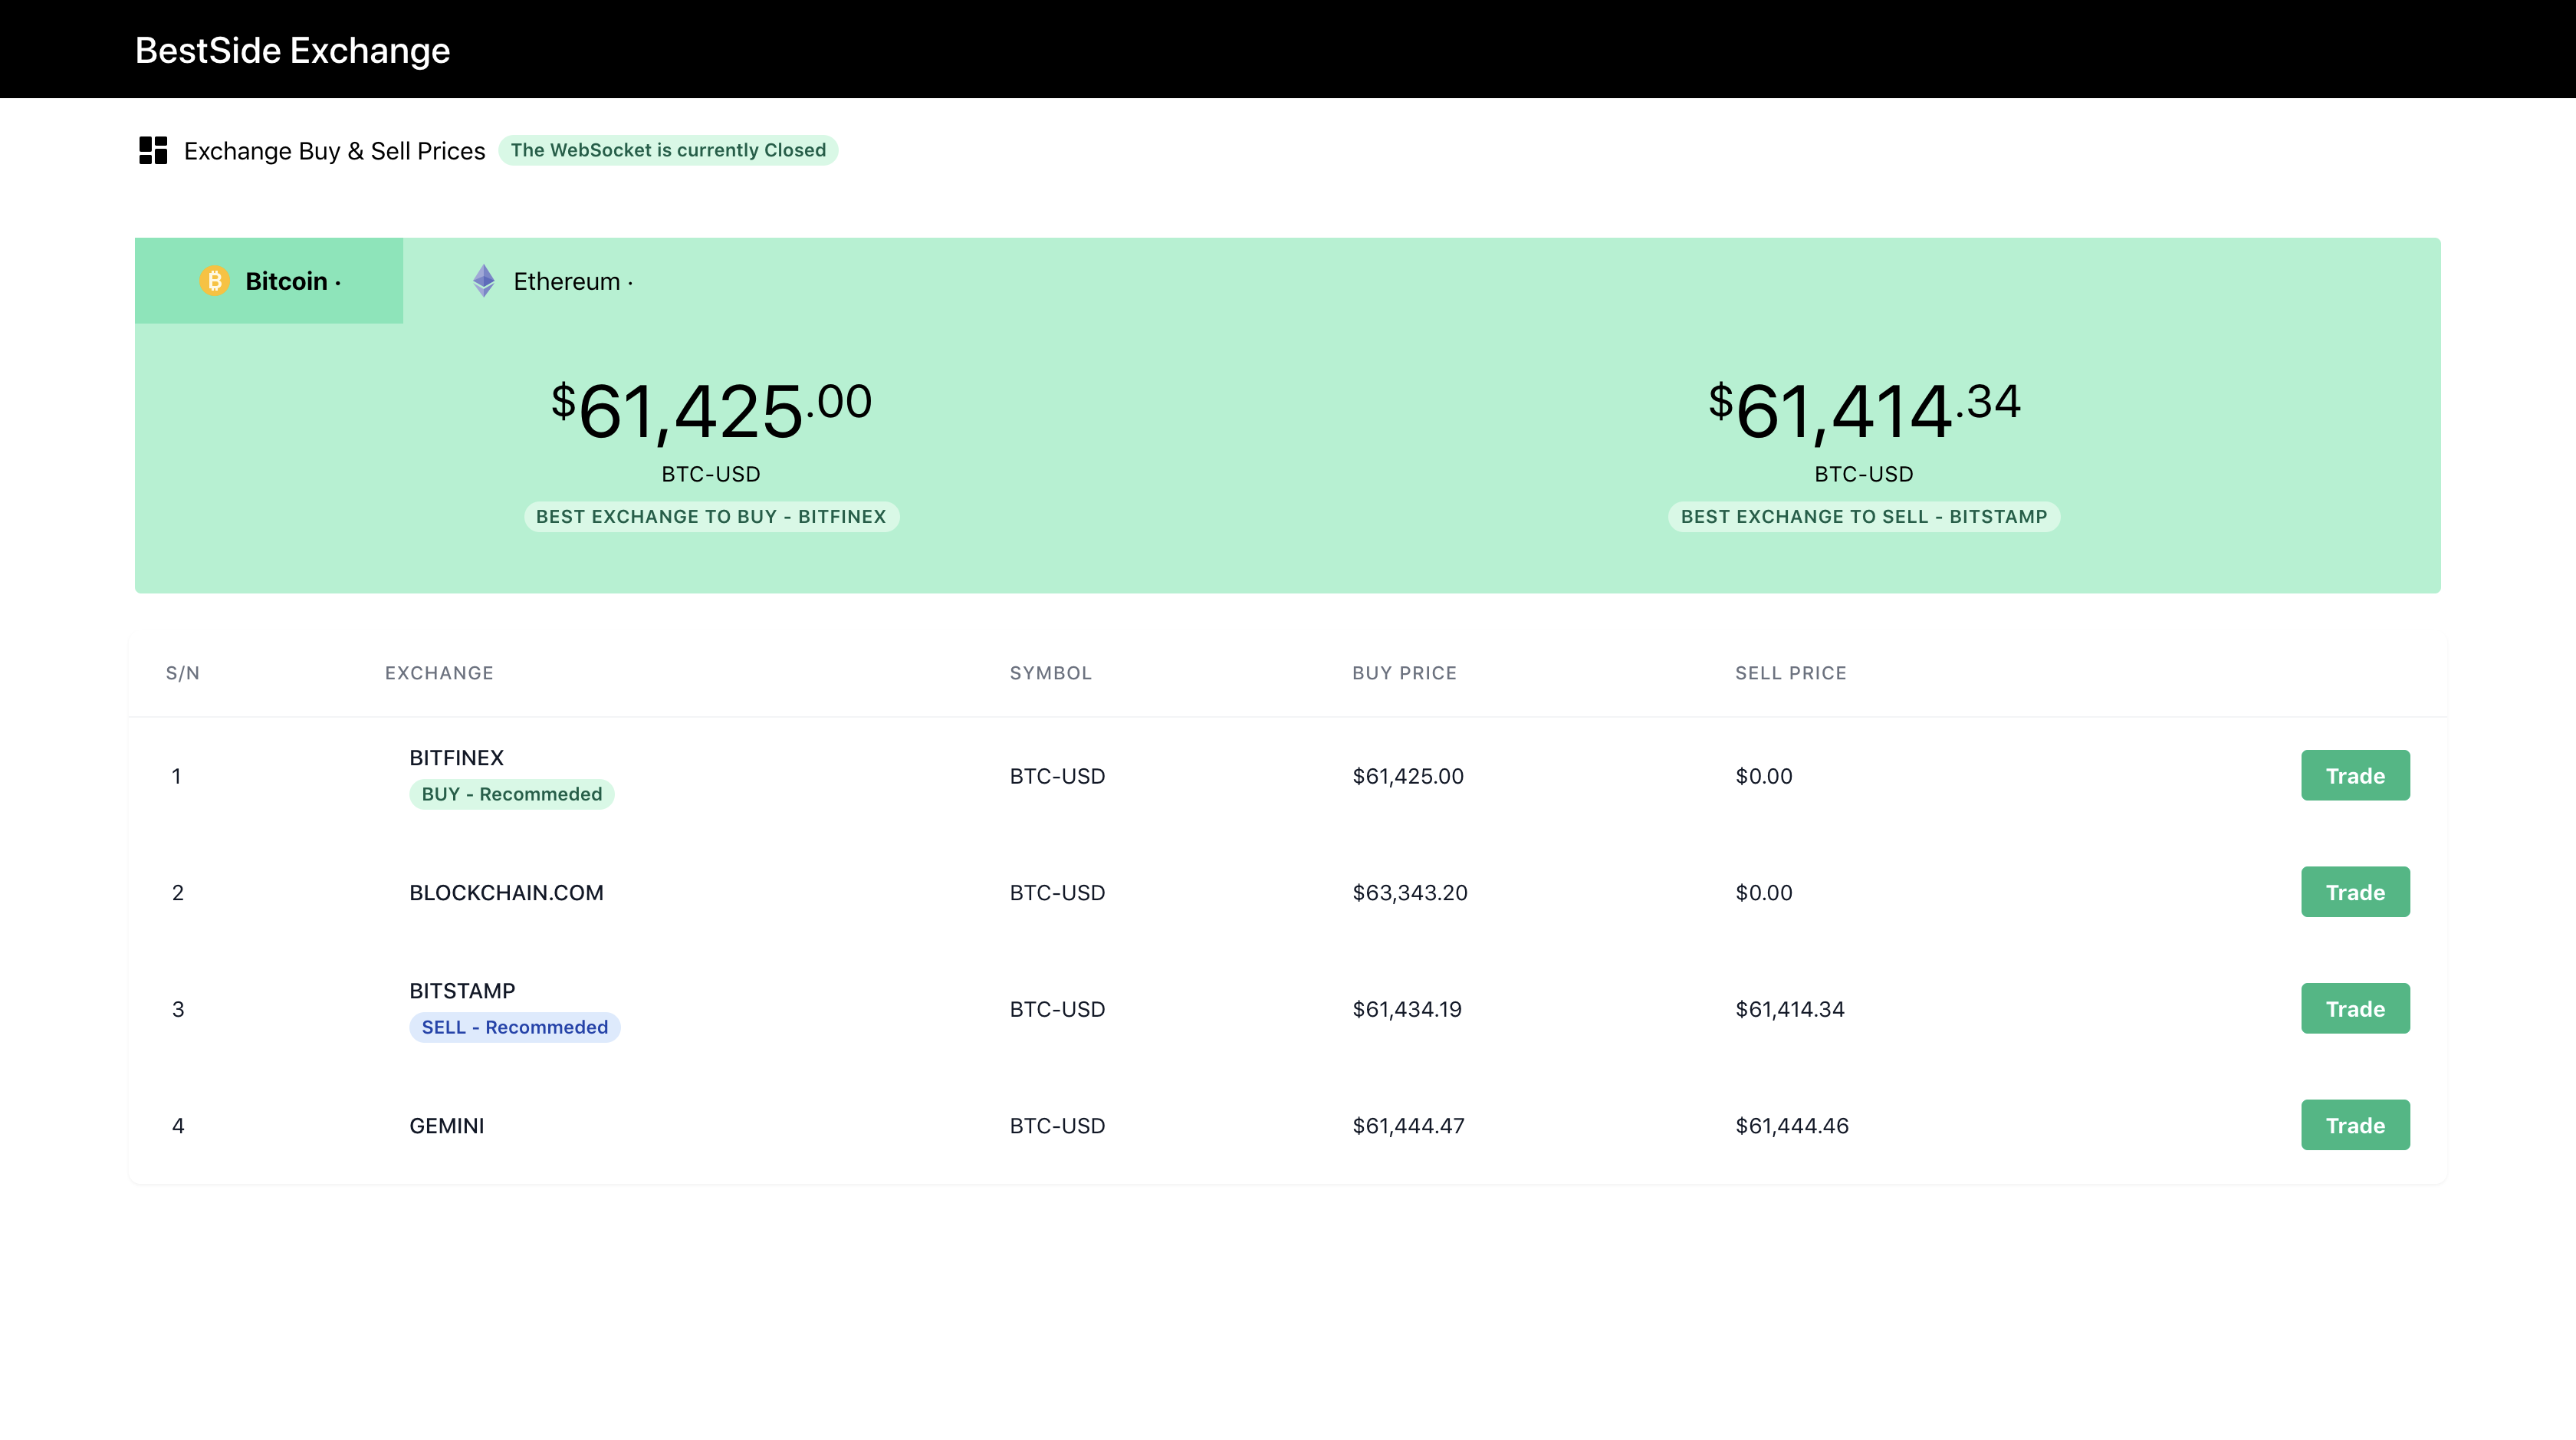 BestSide Exchange
Exchange Buy & Sell Prices The WebSocket is currently Closed
Bitcoin · Ethereum ·
$61,425.00 $61,414.34
BTC-USD BTC-USD
BEST EXCHANGE TO BUY - BITFINEX BEST EXCHANGE TO SELL - BITSTAMP
S/N EXCHANGE SYMBOL BUY PRICE SELL PRICE
1 BITFINEX BTC-USD $61,425.00 $0.00 Trade
BUY - Recommeded
2 BLOCKCHAIN.COM BTC-USD $63,343.20 $0.00 Trade
3 BITSTAMP BTC-USD $61,434.19 $61,414.34 Trade
SELL - Recommeded
4 GEMINI BTC-USD $61,444.47 $61,444.46 Trade